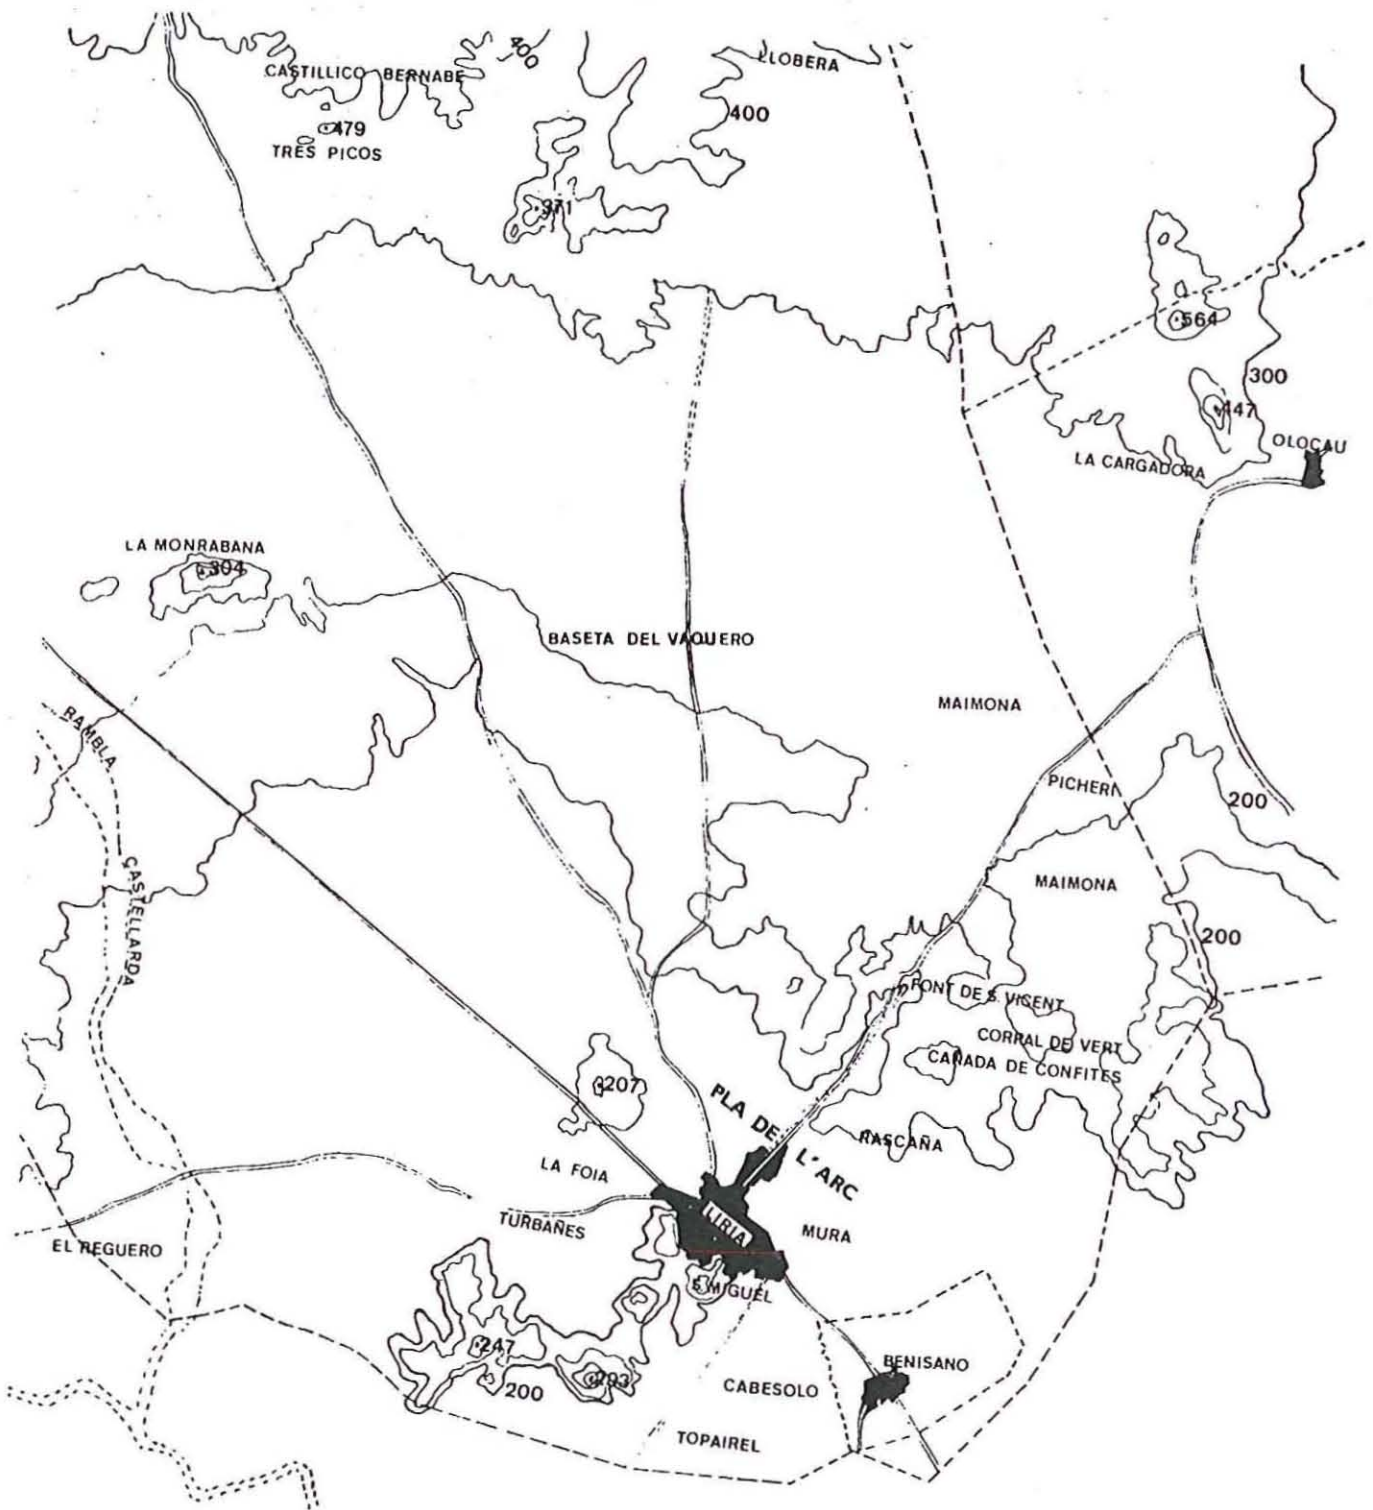 400
LLOBERA
CASTILLICO BERNABE
400
479
TRES PICOS
371
564
300
447
OLOCAU
LA CARGADORA
LA MONRABANA
304
BASETA DEL VAQUERO
MAIMONA
RAMBLA
CASTELLARDA
PICHERI
200
MAIMONA
200
FONT DE S. VICENT
CORRAL DE VERT
CAÑADA DE CONFITES
207
PLA DE L'ARC
RASCAÑA
LA FOIA
LIRIA
TURBAÑES
MURA
EL REGUERO
S. MIGUEL
247
293
200
BENISANO
CABESOLO
TOPAIREL